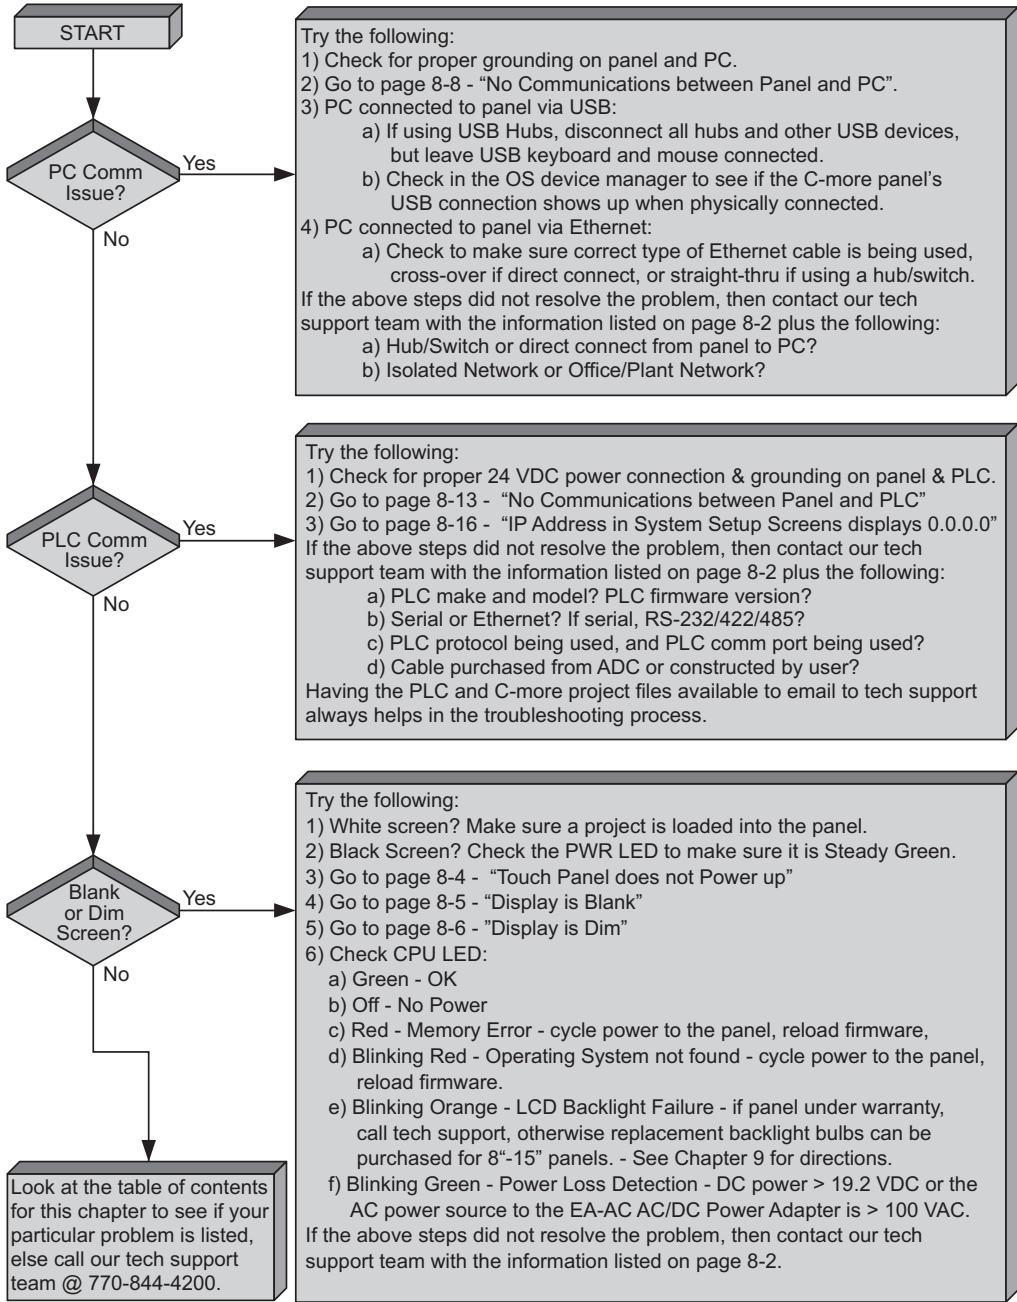 START
PC Comm
Issue?
Yes
No
Try the following:
1) Check for proper grounding on panel and PC.
2) Go to page 8-8 - “No Communications between Panel and PC”.
3) PC connected to panel via USB:
a) If using USB Hubs, disconnect all hubs and other USB devices,
but leave USB keyboard and mouse connected.
b) Check in the OS device manager to see if the C-more panel’s
USB connection shows up when physically connected.
4) PC connected to panel via Ethernet:
a) Check to make sure correct type of Ethernet cable is being used,
cross-over if direct connect, or straight-thru if using a hub/switch.
If the above steps did not resolve the problem, then contact our tech
support team with the information listed on page 8-2 plus the following:
a) Hub/Switch or direct connect from panel to PC?
b) Isolated Network or Office/Plant Network?
PLC Comm
Issue?
Yes
No
Try the following:
1) Check for proper 24 VDC power connection & grounding on panel & PLC.
2) Go to page 8-13 - “No Communications between Panel and PLC”
3) Go to page 8-16 - “IP Address in System Setup Screens displays 0.0.0.0”
If the above steps did not resolve the problem, then contact our tech
support team with the information listed on page 8-2 plus the following:
a) PLC make and model? PLC firmware version?
b) Serial or Ethernet? If serial, RS-232/422/485?
c) PLC protocol being used, and PLC comm port being used?
d) Cable purchased from ADC or constructed by user?
Having the PLC and C-more project files available to email to tech support
always helps in the troubleshooting process.
Blank
or Dim
Screen?
Yes
No
Try the following:
1) White screen? Make sure a project is loaded into the panel.
2) Black Screen? Check the PWR LED to make sure it is Steady Green.
3) Go to page 8-4 - “Touch Panel does not Power up”
4) Go to page 8-5 - “Display is Blank”
5) Go to page 8-6 - ”Display is Dim”
6) Check CPU LED:
a) Green - OK
b) Off - No Power
c) Red - Memory Error - cycle power to the panel, reload firmware,
d) Blinking Red - Operating System not found - cycle power to the panel,
reload firmware.
e) Blinking Orange - LCD Backlight Failure - if panel under warranty,
call tech support, otherwise replacement backlight bulbs can be
purchased for 8“-15” panels. - See Chapter 9 for directions.
f) Blinking Green - Power Loss Detection - DC power > 19.2 VDC or the
AC power source to the EA-AC AC/DC Power Adapter is > 100 VAC.
If the above steps did not resolve the problem, then contact our tech
support team with the information listed on page 8-2.
Look at the table of contents
for this chapter to see if your
particular problem is listed,
else call our tech support
team @ 770-844-4200.